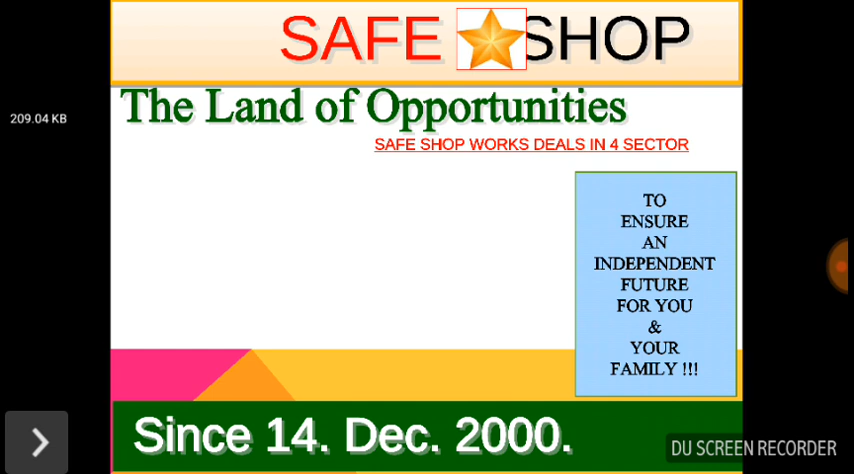 SAFE SHOP
The Land of Opportunities
209.04 KB
SAFE SHOP WORKS DEALS IN 4 SECTOR
TO
ENSURE
AN
INDEPENDENT
FUTURE
FOR YOU
&
YOUR
FAMILY !!!
Since 14. Dec. 2000.
DU SCREEN RECORDER